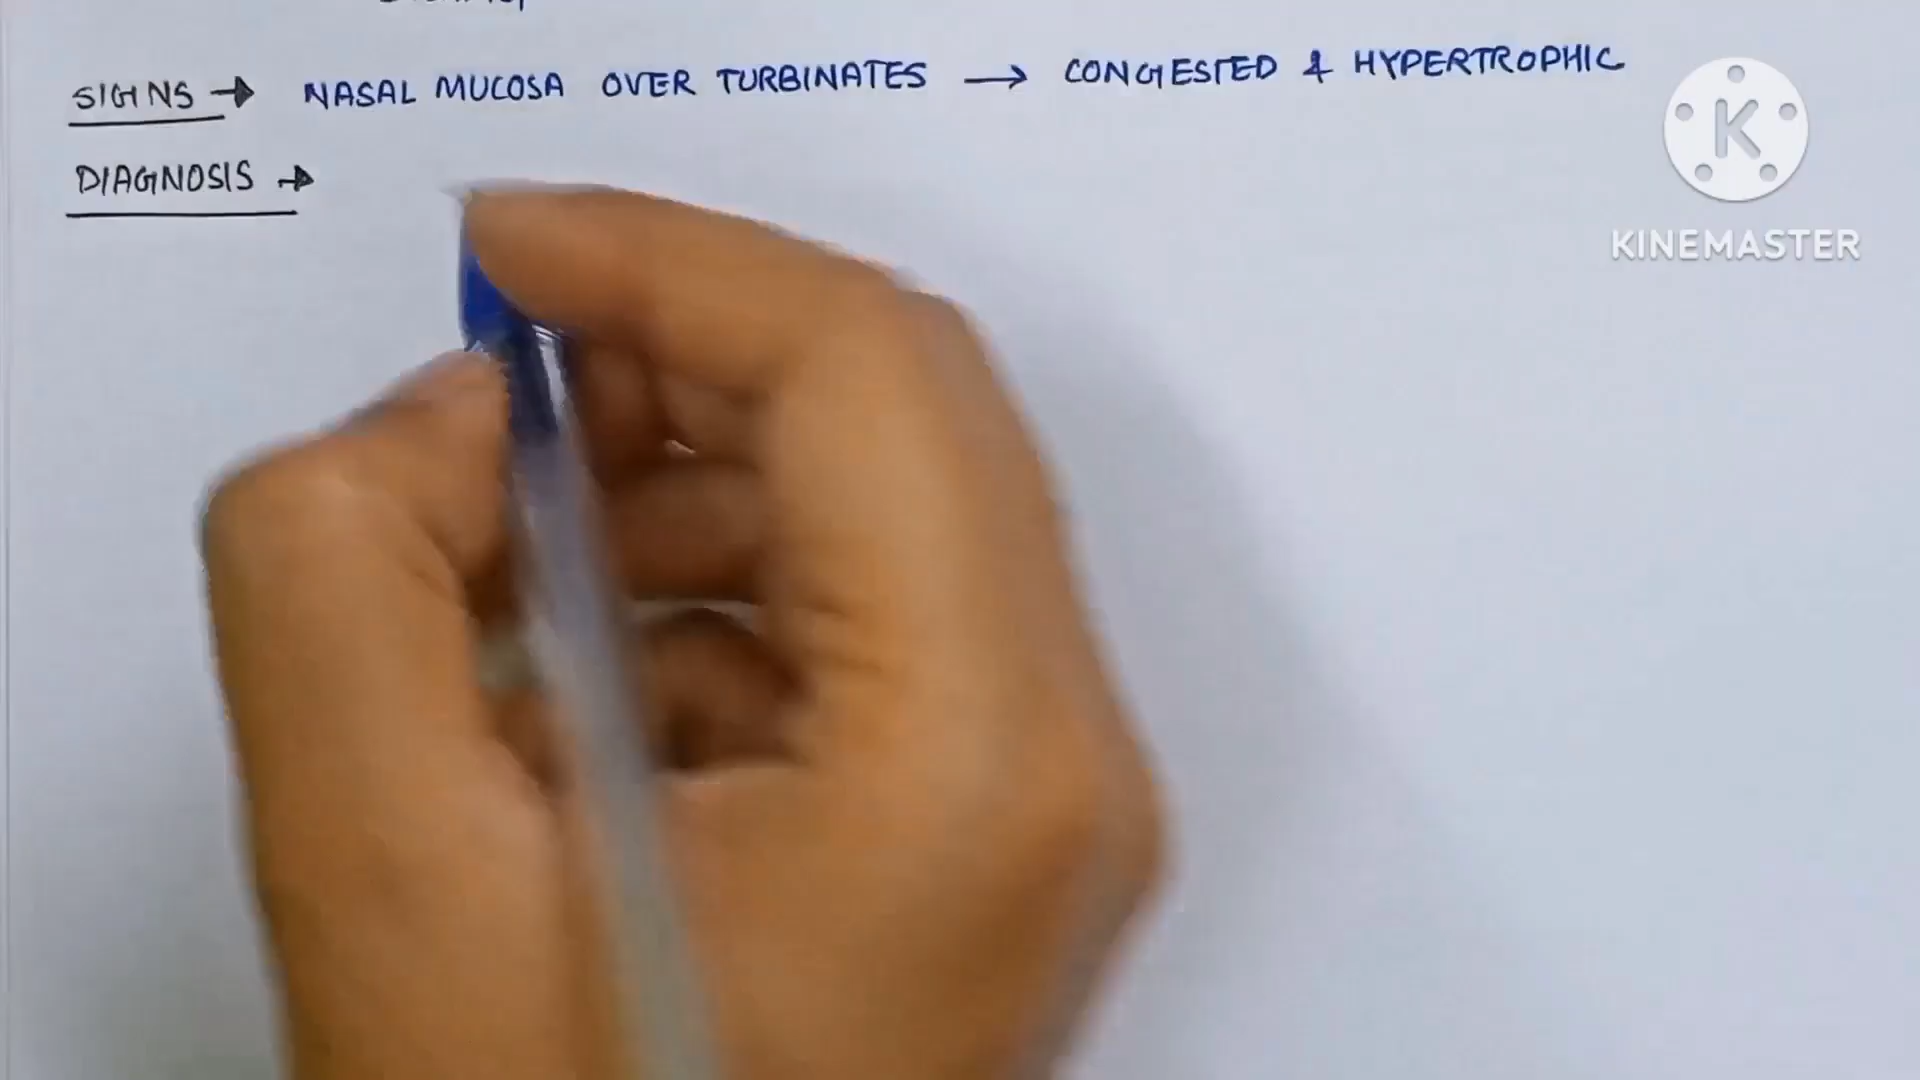 SIGNS → NASAL MUCOSA OVER TURBINATES → CONGESTED & HYPERTROPHIC
DIAGNOSIS →
K
KINEMASTER